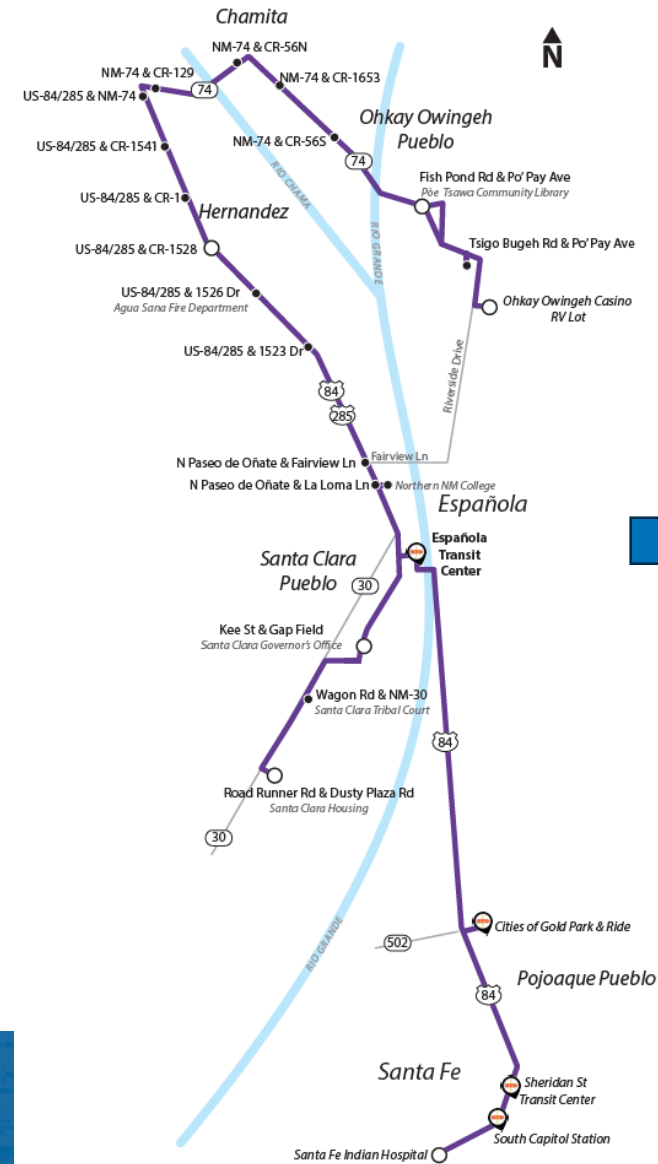 Chamita
N
NM-74 & CR-56N
NM-74 & CR-129
NM-74 & CR-1653
74
US-84/285 & NM-74
Ohkay Owingeh
Pueblo
NM-74 & CR-56S
US-84/285 & CR-1541
74
RIO CHAMA
Fish Pond Rd & Po' Pay Ave
Pòe Tsawa Community Library
US-84/285 & CR-1
Hernandez
RIO GRANDE
US-84/285 & CR-1528
Tsigo Bugeh Rd & Po' Pay Ave
US-84/285 & 1526 Dr
Agua Sana Fire Department
Ohkay Owingeh Casino
RV Lot
US-84/285 & 1523 Dr
Riverside Drive
84
285
N Paseo de Oñate & Fairview Ln
Fairview Ln
N Paseo de Oñate & La Loma Ln
Northern NM College
Española
Española
Transit
Center
Santa Clara
Pueblo
30
Kee St & Gap Field
Santa Clara Governor's Office
Wagon Rd & NM-30
Santa Clara Tribal Court
84
Road Runner Rd & Dusty Plaza Rd
Santa Clara Housing
30
RIO GRANDE
Cities of Gold Park & Ride
502
Pojoaque Pueblo
84
Santa Fe
Sheridan St
Transit Center
South Capitol Station
Santa Fe Indian Hospital